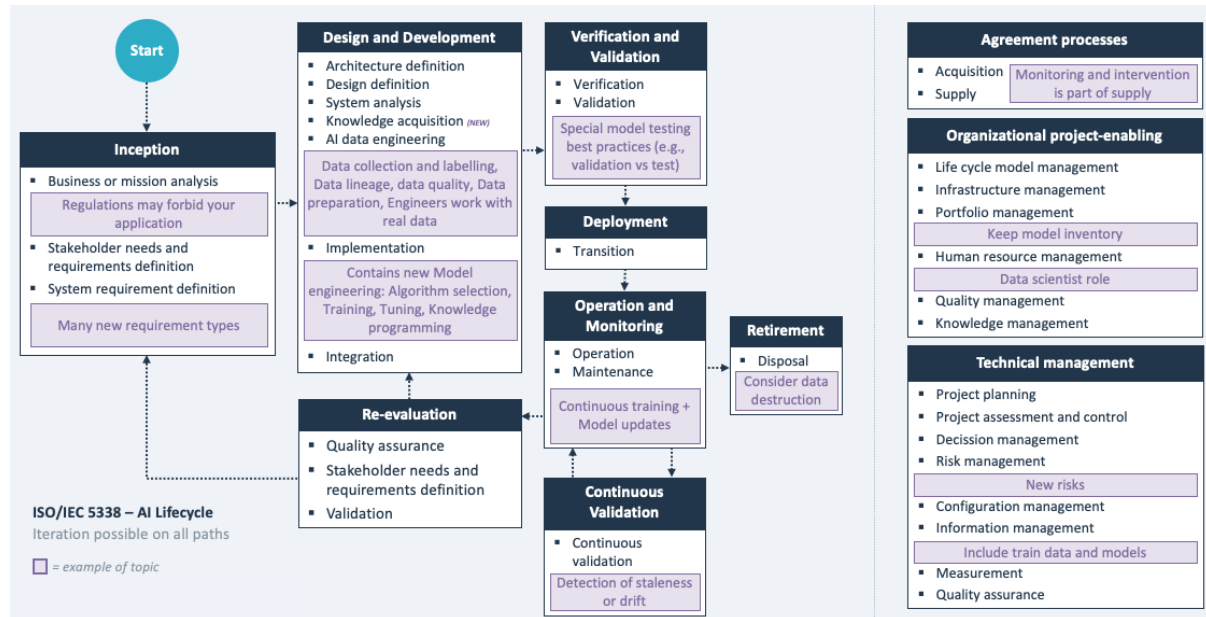 Start
Inception
▪ Business or mission analysis
Regulations may forbid your
application
▪ Stakeholder needs and
requirements definition
▪ System requirement definition
Many new requirement types
Design and Development
▪ Architecture definition
▪ Design definition
▪ System analysis
▪ Knowledge acquisition (NEW)
▪ AI data engineering
Data collection and labelling,
Data lineage, data quality, Data
preparation, Engineers work with
real data
▪ Implementation
Contains new Model
engineering: Algorithm selection,
Training, Tuning, Knowledge
programming
▪ Integration
Verification and
Validation
▪ Verification
▪ Validation
Special model testing
best practices (e.g.,
validation vs test)
Deployment
▪ Transition
Operation and
Monitoring
▪ Operation
▪ Maintenance
Continuous training +
Model updates
Retirement
▪ Disposal
Consider data
destruction
Re-evaluation
▪ Quality assurance
▪ Stakeholder needs and
requirements definition
▪ Validation
Continuous
Validation
▪ Continuous
validation
Detection of staleness
or drift
ISO/IEC 5338 – AI Lifecycle
Iteration possible on all paths
= example of topic
Agreement processes
▪ Acquisition
▪ Supply
Monitoring and intervention
is part of supply
Organizational project-enabling
▪ Life cycle model management
▪ Infrastructure management
▪ Portfolio management
Keep model inventory
▪ Human resource management
Data scientist role
▪ Quality management
▪ Knowledge management
Technical management
▪ Project planning
▪ Project assessment and control
▪ Decission management
▪ Risk management
New risks
▪ Configuration management
▪ Information management
Include train data and models
▪ Measurement
▪ Quality assurance